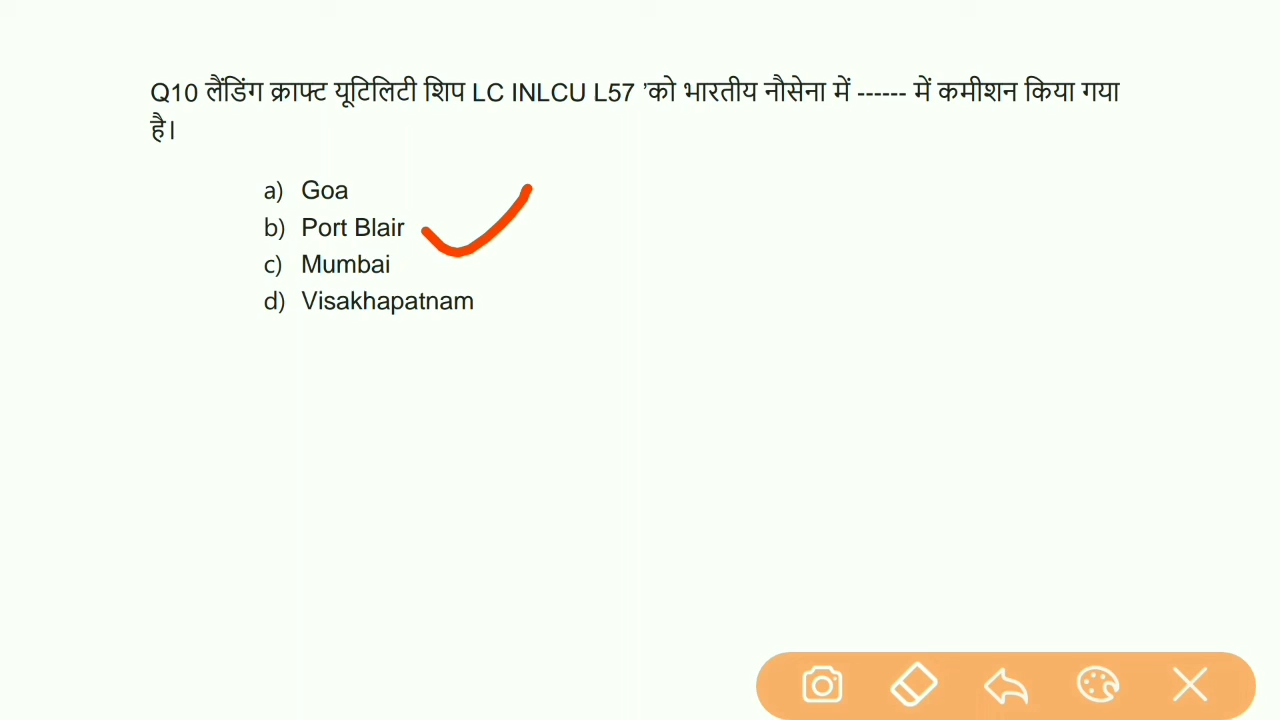 Q10 लैंडिंग क्राफ्ट यूटिलिटी शिप LC INLCU L57 'को भारतीय नौसेना में ------ में कमीशन किया गया
है।
a) Goa
b) Port Blair
c) Mumbai
d) Visakhapatnam